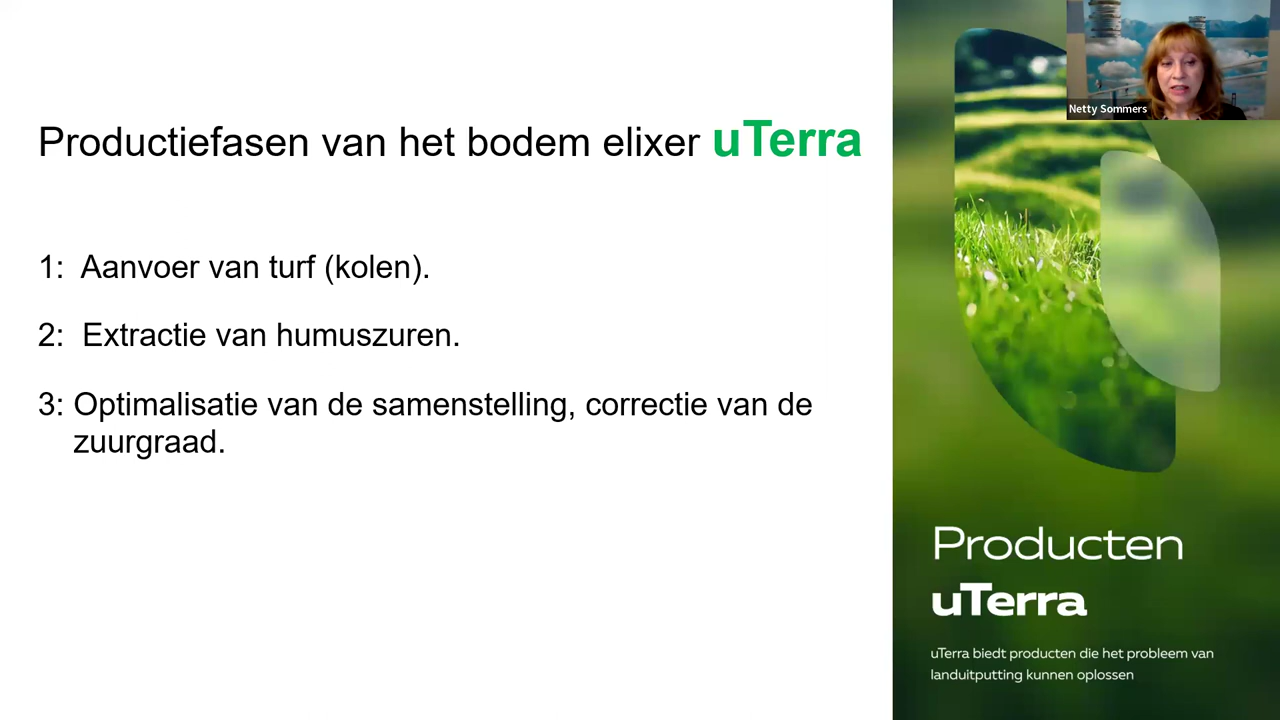 Netty Sommers
Productiefasen van het bodem elixer uTerra
1: Aanvoer van turf (kolen).
2: Extractie van humuszuren.
3: Optimalisatie van de samenstelling, correctie van de
zuurgraad.
Producten
uTerra
uTerra biedt producten die het probleem van
landuitputting kunnen oplossen